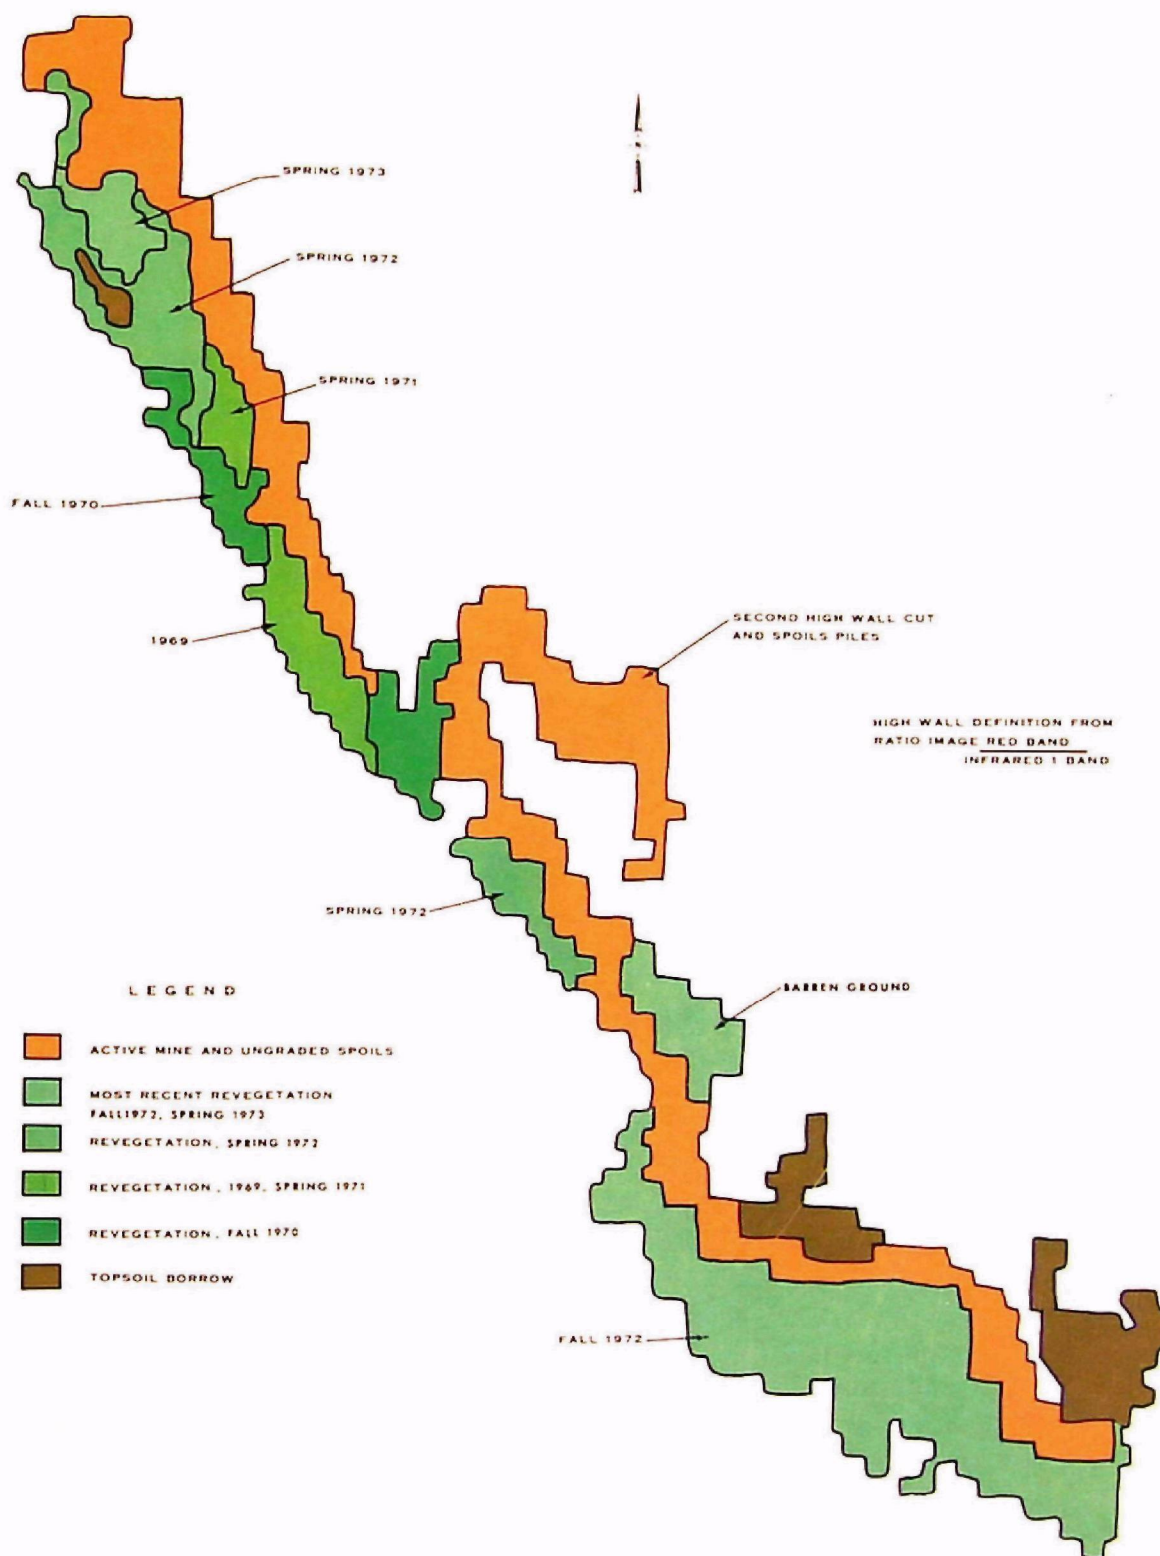 SPRING 1973
SPRING 1972
SPRING 1971
FALL 1970
1969
SECOND HIGH WALL CUT
AND SPOILS PILES
HIGH WALL DEFINITION FROM
RATIO IMAGE RED BAND
INFRARED 1 BAND
SPRING 1972
BARREN GROUND
LEGEND
ACTIVE MINE AND UNGRADED SPOILS
MOST RECENT REVEGETATION
FALL1972, SPRING 1973
REVEGETATION, SPRING 1972
REVEGETATION, 1969, SPRING 1971
REVEGETATION, FALL 1970
TOPSOIL BORROW
FALL 1972